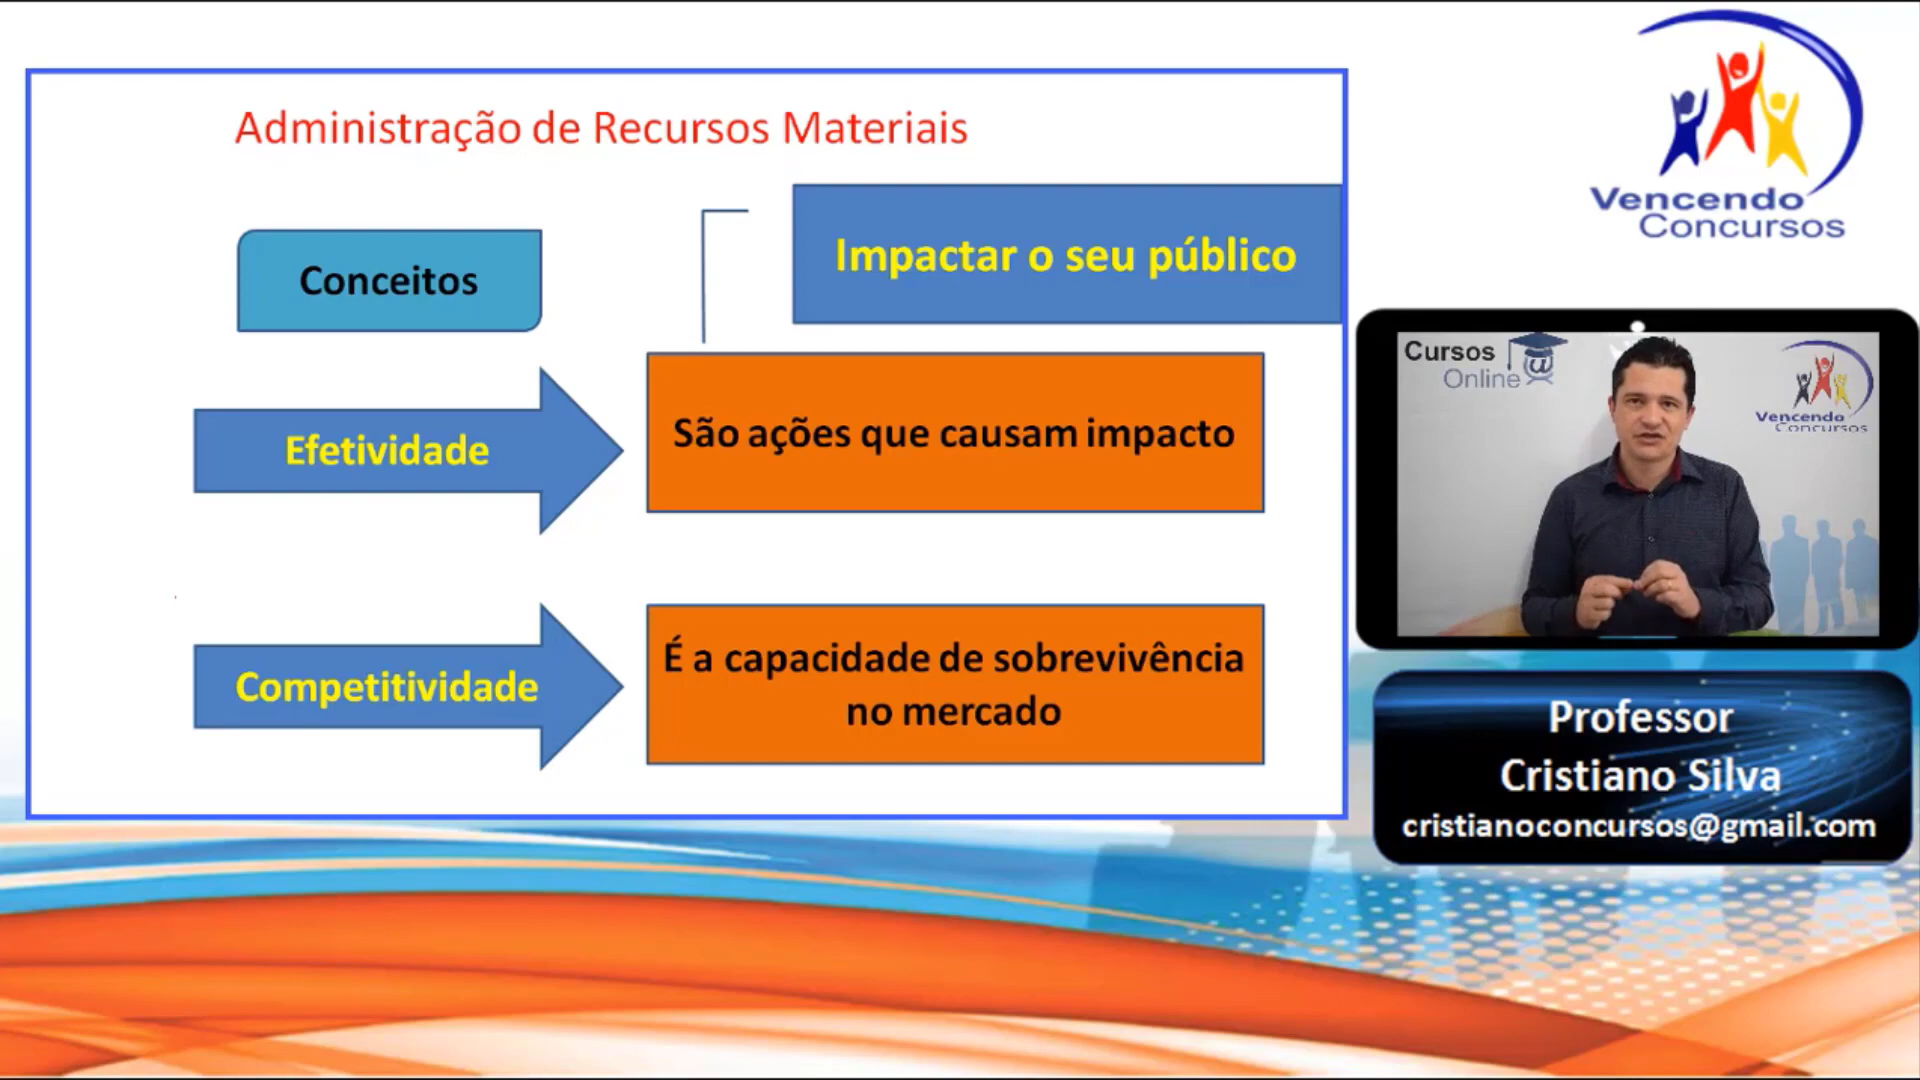 Administração de Recursos Materiais
Impactar o seu público
Conceitos
Efetividade
São ações que causam impacto
Competitividade
É a capacidade de sobrevivência
no mercado
Vencendo
Concursos
Cursos
Online
Vencendo
Concursos
Professor
Cristiano Silva
cristianoconcursos@gmail.com